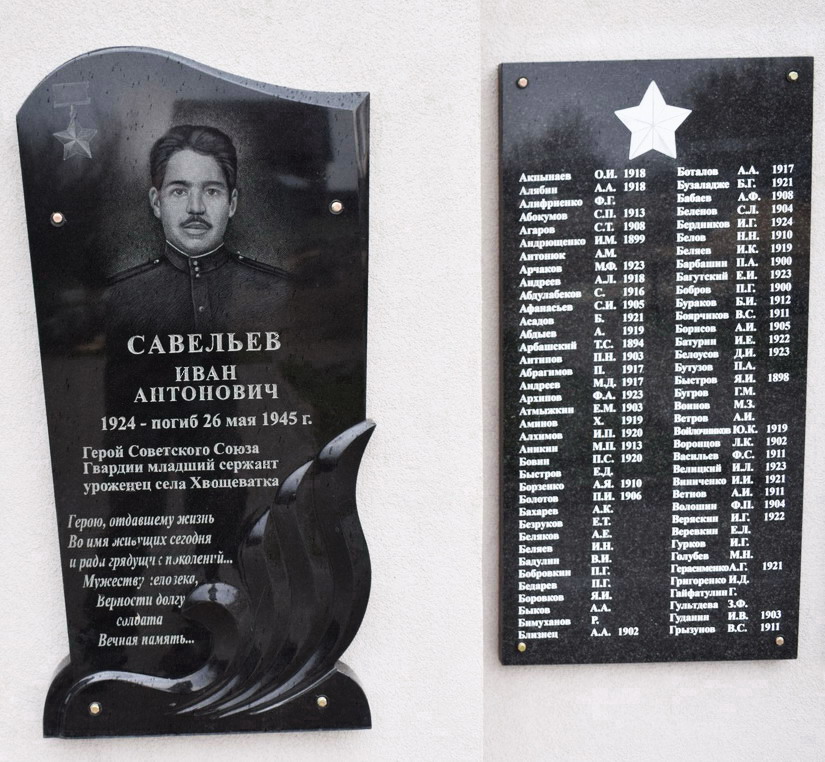 САВЕЛЬЕВ
ИВАН
АНТОНОВИЧ
1924 - погиб 26 мая 1945 г.
Герой Советского Союза
Гвардии младший сержант
уроженец села Хвощеватка
Герою, отдавшему жизнь
Во имя живущих сегодня
и ради грядущих поколений...
Мужеству человека,
Верности долгу
солдата
Вечная память...
Акпынаев О.И. 1918
Алябин А.А. 1918
Алифриенко Ф.Г.
Абокумов С.П. 1913
Агаров С.Т. 1908
Андрющенко И.М. 1899
Антонюк А.М.
Арчаков М.Ф. 1923
Андреев А.Л. 1918
Абдулабеков С. 1916
Афанасьев С.И. 1905
Асадов Б. 1921
Абдыев А. 1919
Арбашский Т.С. 1894
Антипов П.Н. 1903
Абрагимов П. 1917
Андреев М.Д. 1917
Архипов Ф.А. 1923
Атмыжкин Е.М. 1903
Аминов Х. 1919
Алхимов И.П. 1920
Аникин М.П. 1913
Бовин П.С. 1920
Быстров Е.Д.
Борзенко А.Я. 1910
Болотов П.И. 1906
Бахарев А.К.
Безруков Е.Т.
Беляков А.Е.
Беляев И.Н.
Бадулин В.И.
Бобровкин П.Г.
Бедарев П.Г.
Боровков Я.И.
Быков А.А.
Бимуханов Р.
Близнец А.А. 1902
Боталов А.А. 1917
Бузаладже Б.Г. 1921
Бабаев А.Ф. 1908
Беленов С.Л. 1904
Бердников И.Г. 1924
Белов Н.Н. 1910
Беляев И.К. 1919
Барбашин П.А. 1900
Багутский Е.И. 1923
Бобров П.Г. 1900
Бураков Б.И. 1912
Боярчиков В.С. 1911
Борисов А.И. 1905
Батурин И.Е. 1922
Белоусов Д.И. 1923
Бутузов П.А.
Быстров Я.И. 1898
Бугров Г.М.
Воинов М.З.
Ветров А.И.
Войлочников Ю.К. 1919
Воронцов Л.К. 1902
Васильев Ф.С. 1911
Велицкий И.Л. 1923
Виниченко И.И. 1921
Ветнов А.И. 1911
Волошин Ф.П. 1904
Веряскин И.Г. 1922
Веревкин Е.Л.
Гурков И.Г.
Голубев М.Н.
Герасименко А.Г. 1921
Григоренко И.Д.
Гайфатулин Г.
Гультдева З.Ф.
Гуданин И.В. 1903
Грызунов В.С. 1911